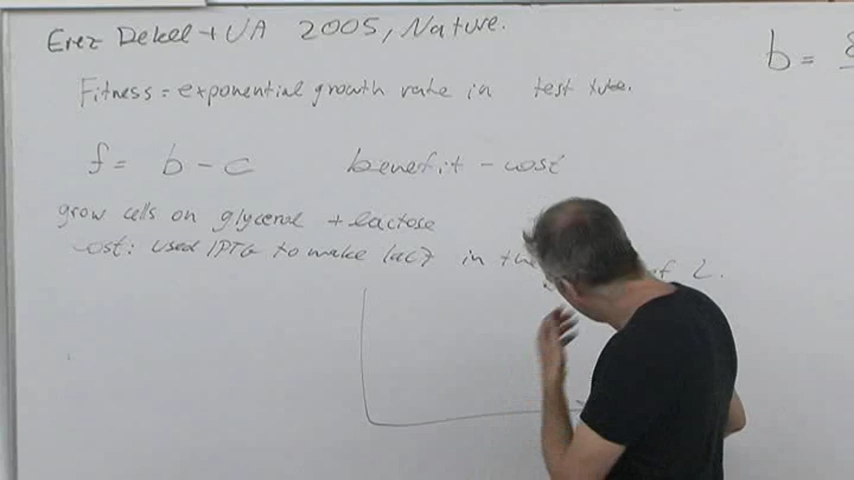 Erez Dekel + UA 2005, Nature.
b =
Fitness = exponential growth rate in test tube.
f = b - c benefit - cost
grow cells on glycerol + lactose
cost: used IPTG to make lacZ in the of L.